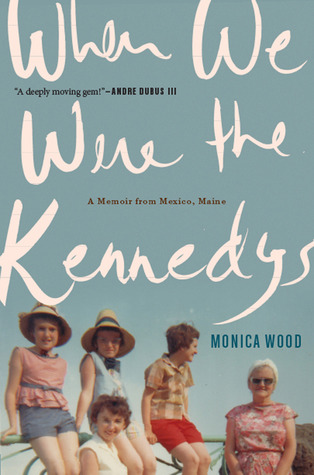 When We
"A deeply moving gem!"—ANDRE DUBUS III
Were the
A Memoir from Mexico, Maine
Kennedys
MONICA WOOD